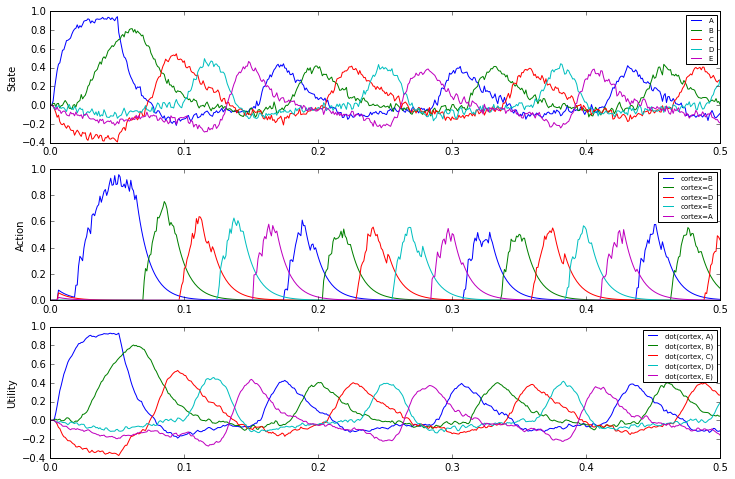 1.0
0.8
0.6
0.4
0.2
0.0
−0.2
−0.4
State
A
B
C
D
E
0.0 0.1 0.2 0.3 0.4 0.5
1.0
0.8
0.6
0.4
0.2
0.0
Action
cortex=B
cortex=C
cortex=D
cortex=E
cortex=A
0.0 0.1 0.2 0.3 0.4 0.5
1.0
0.8
0.6
0.4
0.2
0.0
−0.2
−0.4
Utility
dot(cortex, A)
dot(cortex, B)
dot(cortex, C)
dot(cortex, D)
dot(cortex, E)
0.0 0.1 0.2 0.3 0.4 0.5